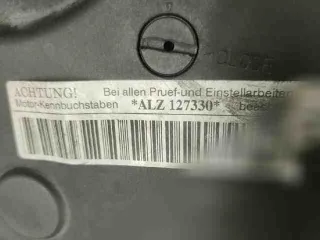 ACHTUNG! Bei allen Pruef-und Einstellarbeiten
Motor-Kennbuchstaben *ALZ 127330*